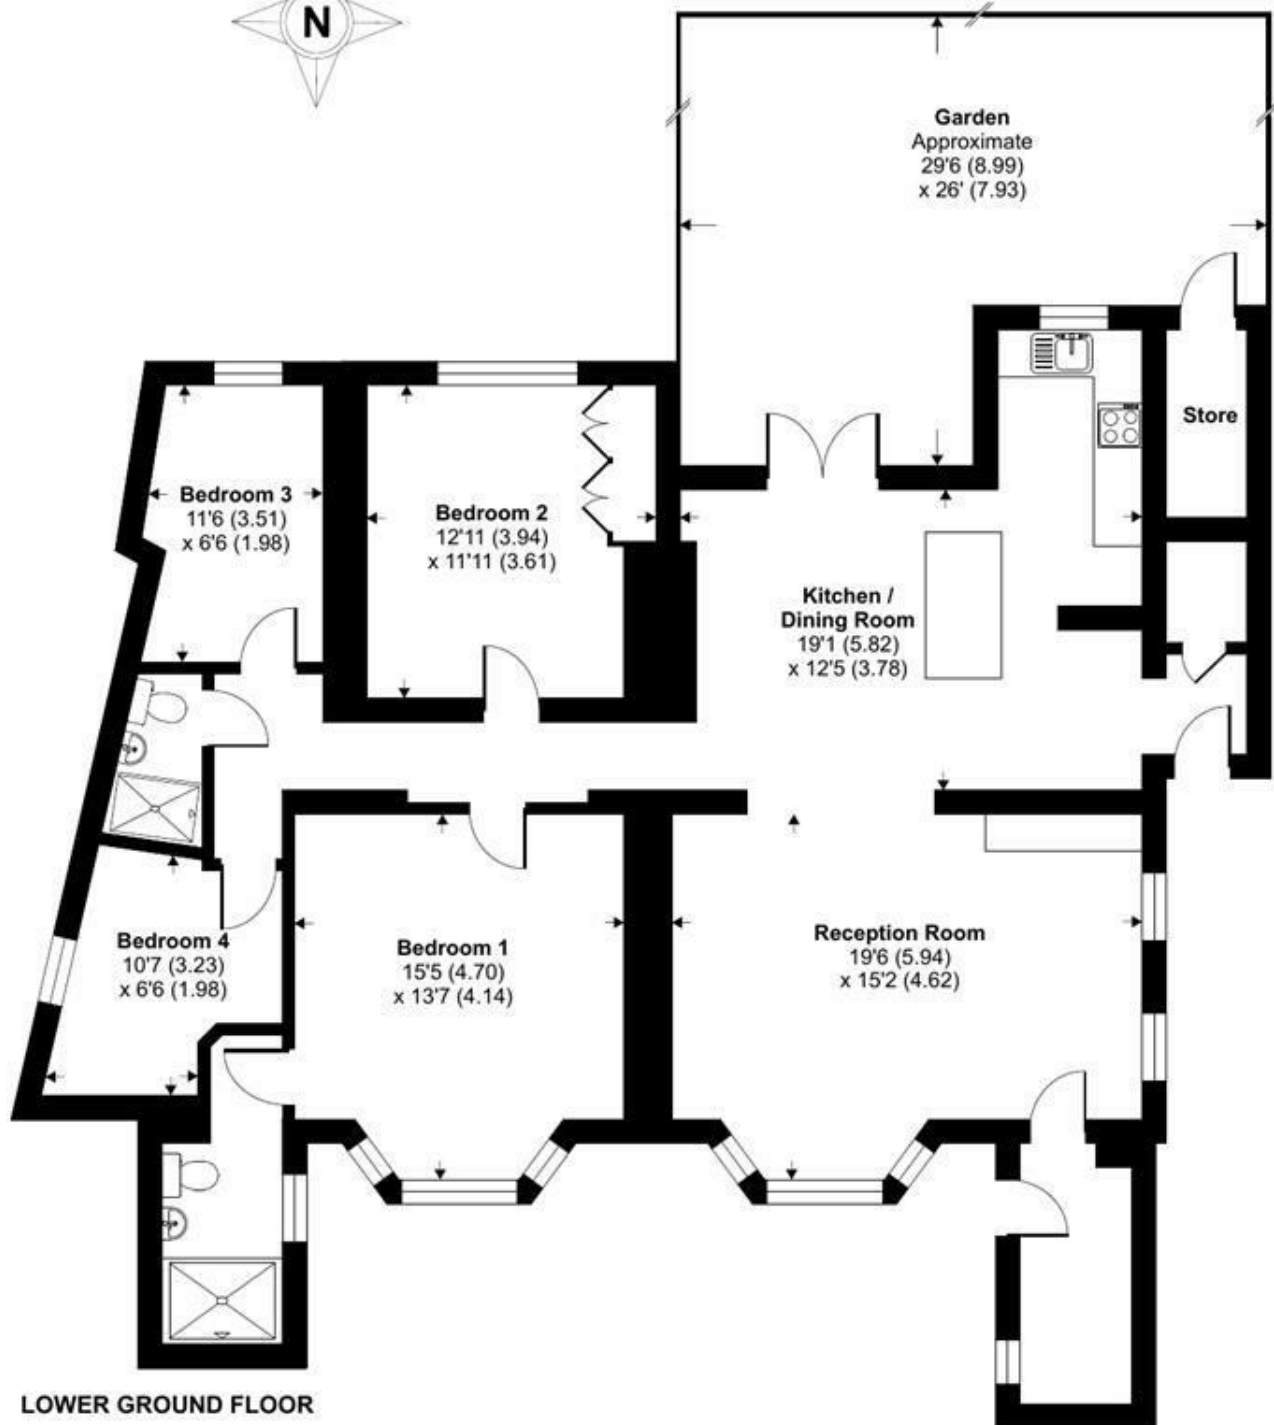 N
Garden
Approximate
29'6 (8.99)
x 26' (7.93)
Store
Bedroom 3
11'6 (3.51)
x 6'6 (1.98)
Bedroom 2
12'11 (3.94)
x 11'11 (3.61)
Kitchen /
Dining Room
19'1 (5.82)
x 12'5 (3.78)
Bedroom 4
10'7 (3.23)
x 6'6 (1.98)
Bedroom 1
15'5 (4.70)
x 13'7 (4.14)
Reception Room
19'6 (5.94)
x 15'2 (4.62)
LOWER GROUND FLOOR